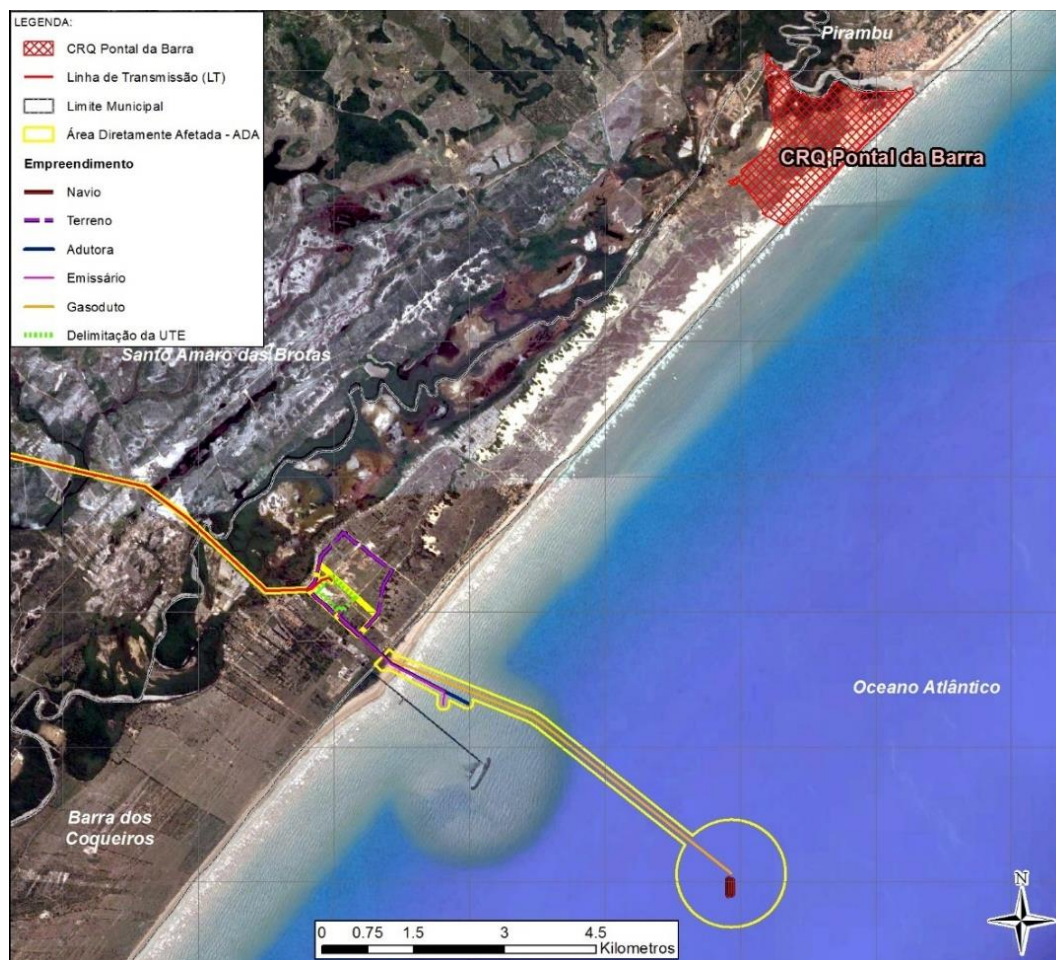 LEGENDA:
CRQ Pontal da Barra
Linha de Transmissão (LT)
Limite Municipal
Área Diretamente Afetada - ADA
Empreendimento
Navio
Terreno
Adutora
Emissário
Gasoduto
Delimitação da UTE
Pirambu
CRQ Pontal da Barra
Santo Amaro das Brotas
Oceano Atlântico
Barra dos
Coqueiros
N
0 0.75 1.5 3 4.5
Kilometros